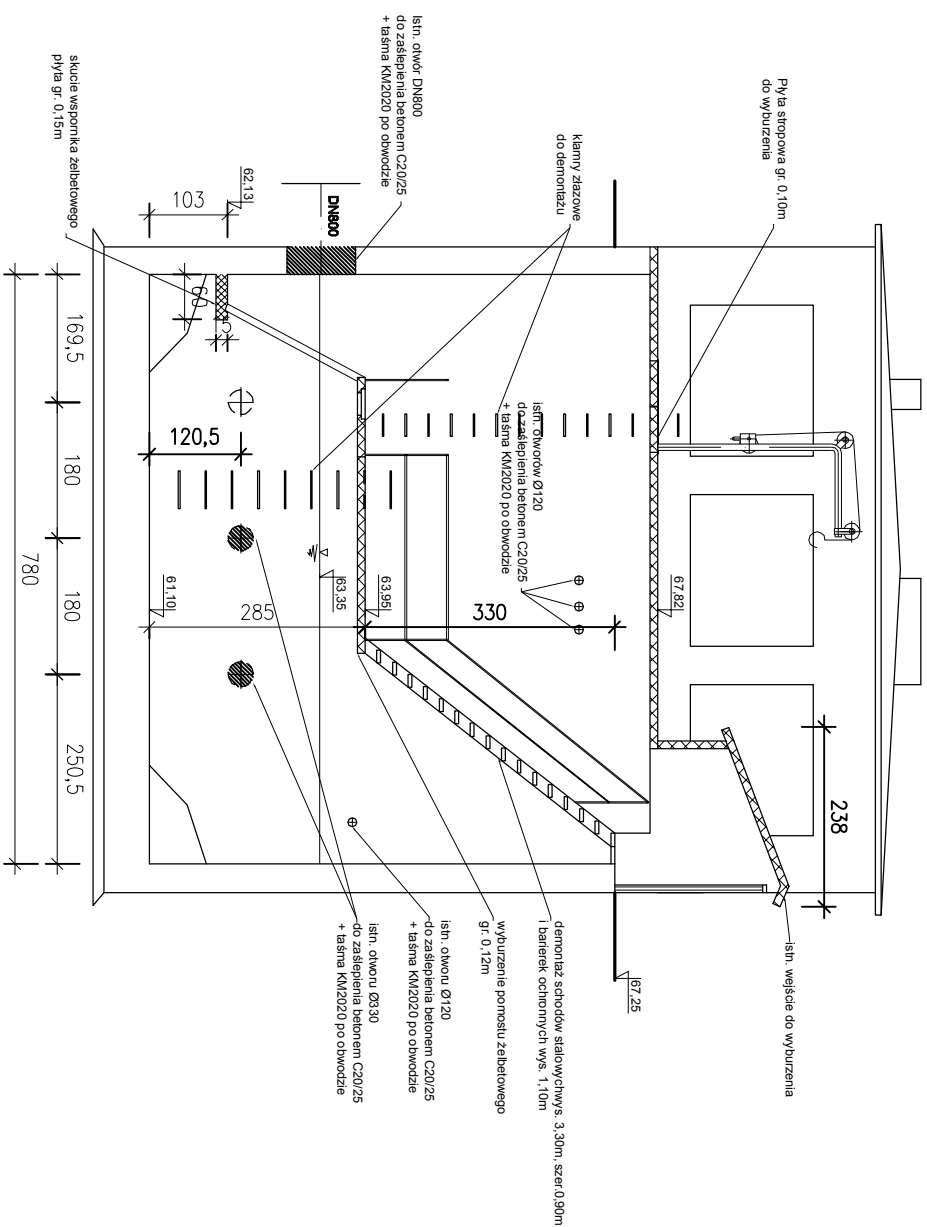 Płyta stropowa gr. 0,10m
do wyburzenia
klamry złazowe
do demontażu
Istn. otwór DN800
do zaślepienia betonem C20/25
+ taśma KM2020 po obwodzie
skucie wspornika żelbetowego
płyta gr. 0,15m
DN800
62,13
103
istn. otworów Ø120
do zaślepienia betonem C20/25
+ taśma KM2020 po obwodzie
67,82
330
63,95
63,35
285
61,10
120,5
169,5
180
180
250,5
780
238
istn. wejście do wyburzenia
67,25
demontaż schodów stalowychwys. 3,30m, szer.0,90m
i barierek ochronnych wys. 1,10m
wyburzenie pomostu żelbetowego
gr. 0,12m
istn. otworu Ø120
do zaślepienia betonem C20/25
+ taśma KM2020 po obwodzie
istn. otworu Ø330
do zaślepienia betonem C20/25
+ taśma KM2020 po obwodzie